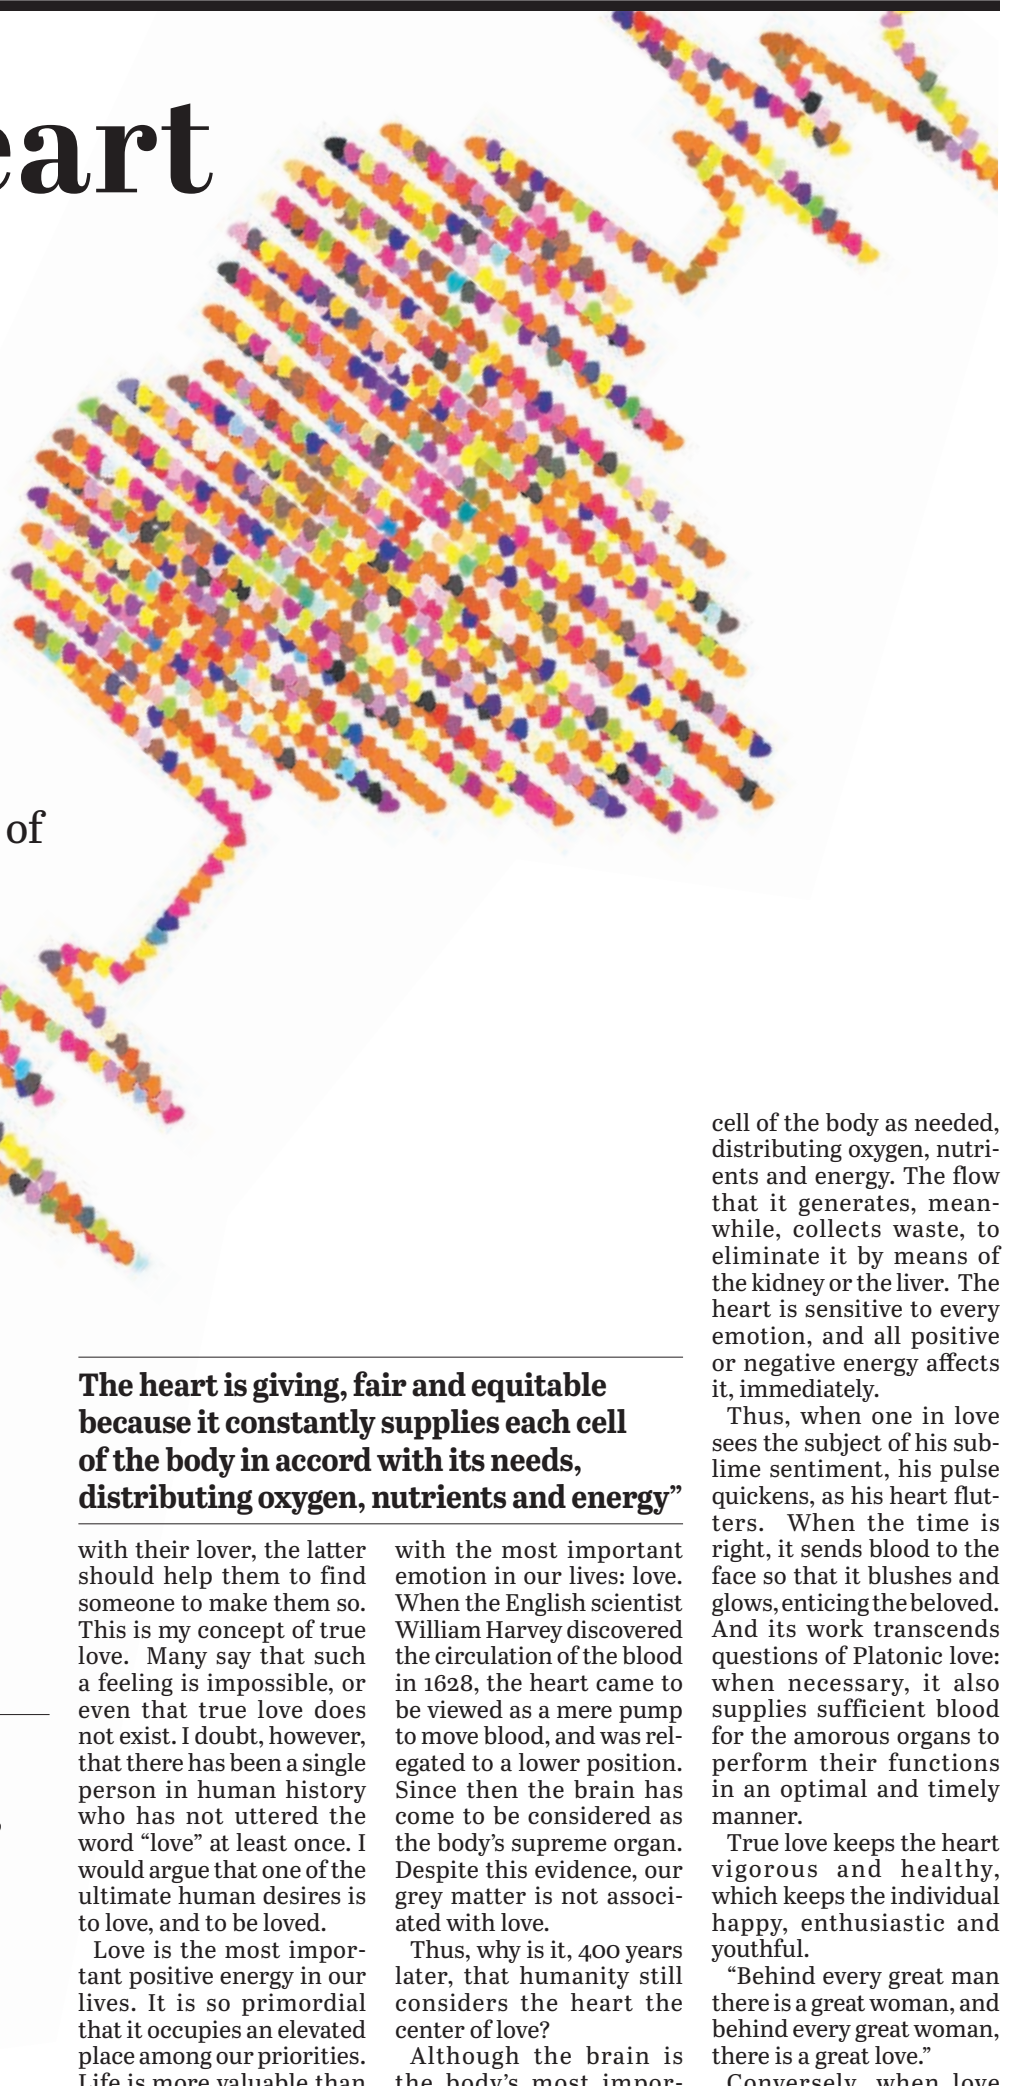 eart
of
The heart is giving, fair and equitable
because it constantly supplies each cell
of the body in accord with its needs,
distributing oxygen, nutrients and energy”
with their lover, the latter
should help them to find
someone to make them so.
This is my concept of true
love. Many say that such
a feeling is impossible, or
even that true love does
not exist. I doubt, however,
that there has been a single
person in human history
who has not uttered the
word “love” at least once. I
would argue that one of the
ultimate human desires is
to love, and to be loved.
Love is the most impor-
tant positive energy in our
lives. It is so primordial
that it occupies an elevated
place among our priorities.
Life is more valuable than
with the most important
emotion in our lives: love.
When the English scientist
William Harvey discovered
the circulation of the blood
in 1628, the heart came to
be viewed as a mere pump
to move blood, and was rel-
egated to a lower position.
Since then the brain has
come to be considered as
the body’s supreme organ.
Despite this evidence, our
grey matter is not associ-
ated with love.
Thus, why is it, 400 years
later, that humanity still
considers the heart the
center of love?
Although the brain is
the body’s most impor-
cell of the body as needed,
distributing oxygen, nutri-
ents and energy. The flow
that it generates, mean-
while, collects waste, to
eliminate it by means of
the kidney or the liver. The
heart is sensitive to every
emotion, and all positive
or negative energy affects
it, immediately.
Thus, when one in love
sees the subject of his sub-
lime sentiment, his pulse
quickens, as his heart flut-
ters. When the time is
right, it sends blood to the
face so that it blushes and
glows, enticing the beloved.
And its work transcends
questions of Platonic love:
when necessary, it also
supplies sufficient blood
for the amorous organs to
perform their functions
in an optimal and timely
manner.
True love keeps the heart
vigorous and healthy,
which keeps the individual
happy, enthusiastic and
youthful.
“Behind every great man
there is a great woman, and
behind every great woman,
there is a great love.”
Conversely, when love